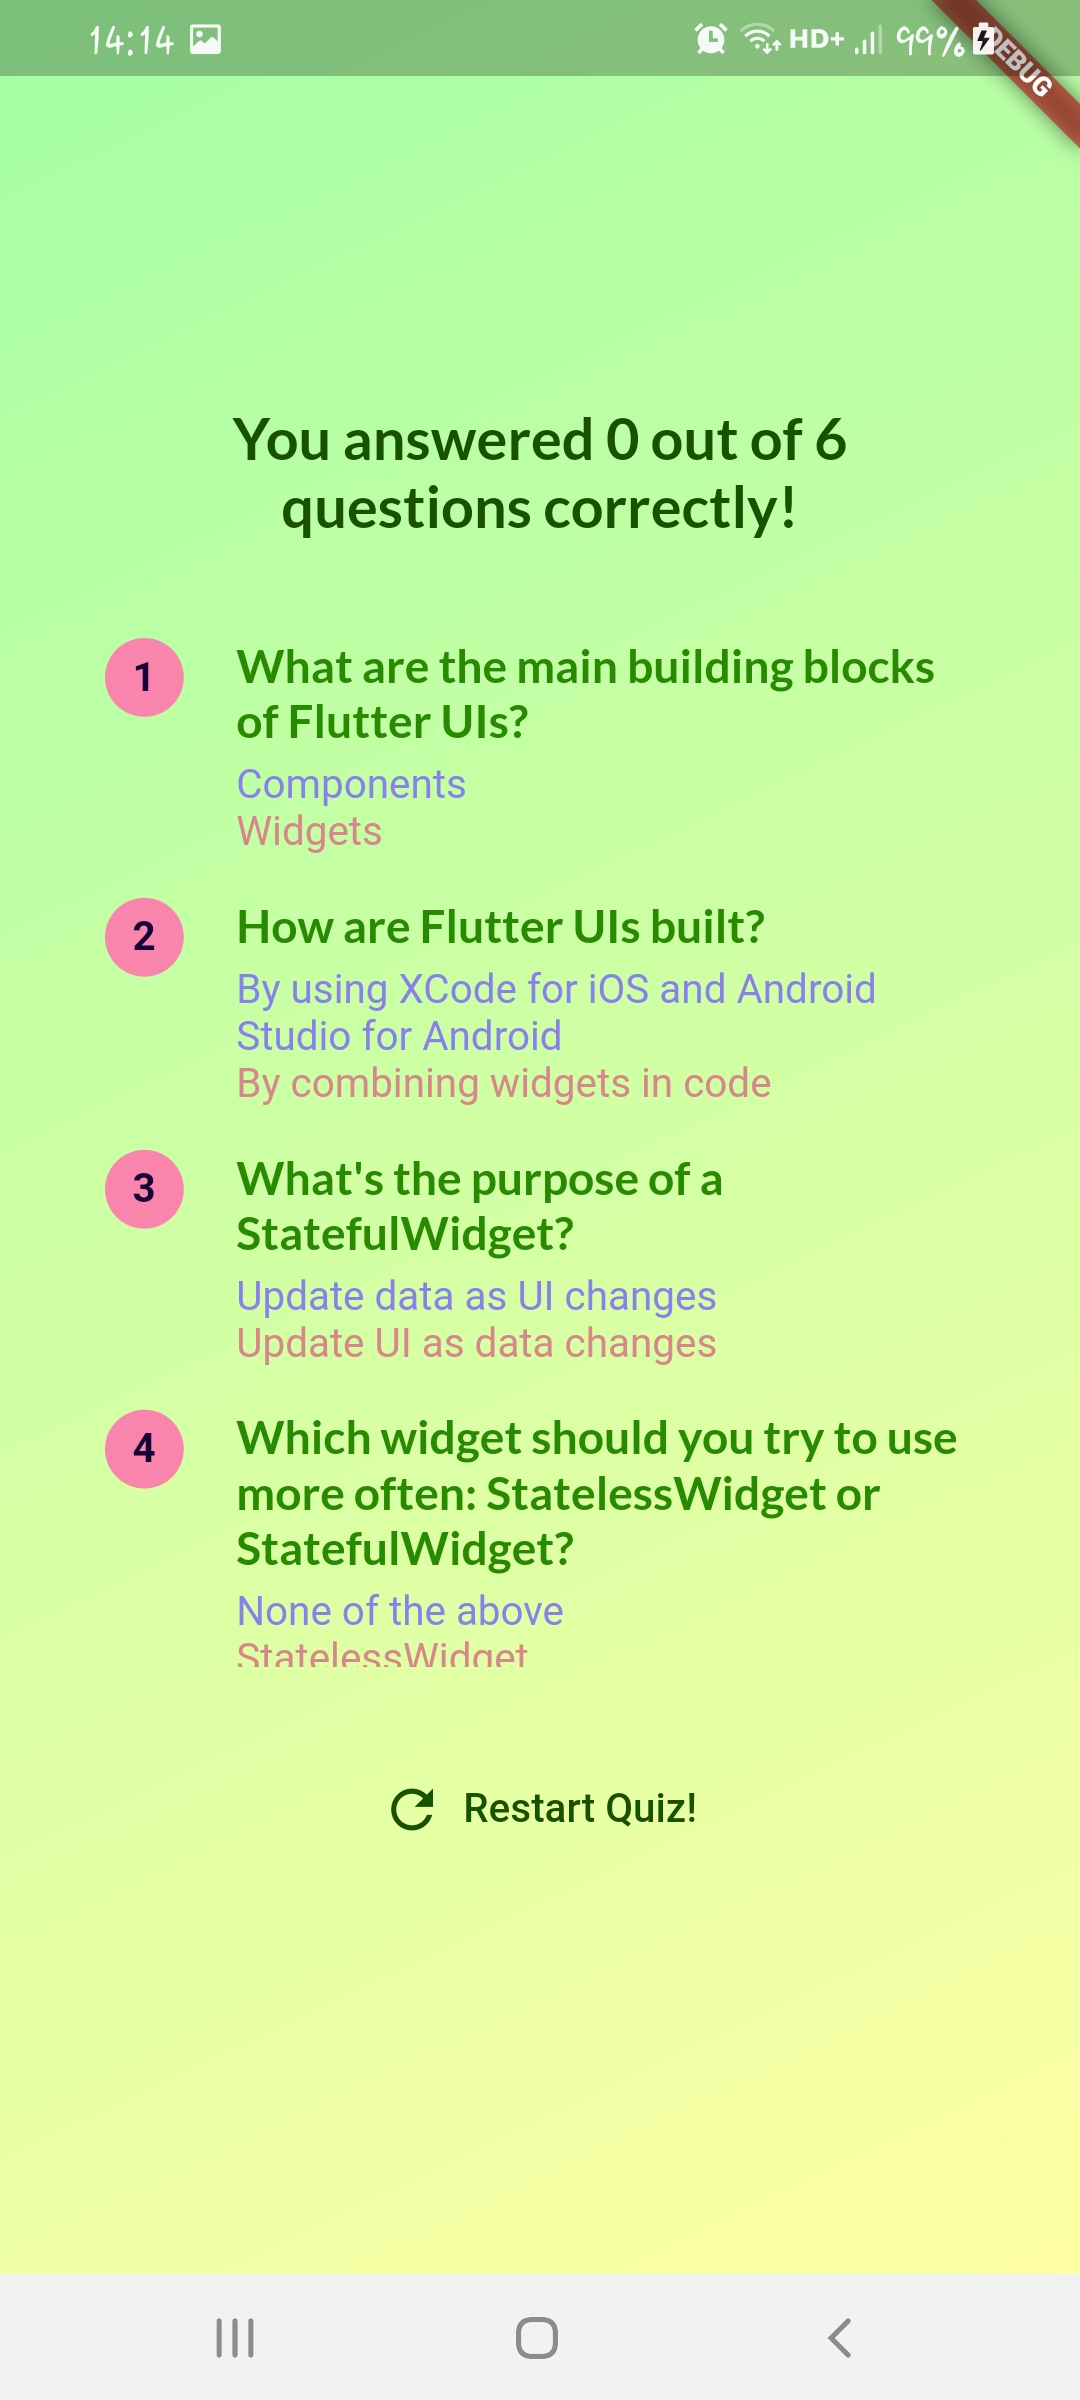 14:14 HD+ 99%
DEBUG
You answered 0 out of 6
questions correctly!
1 What are the main building blocks
of Flutter UIs?
Components
Widgets
2 How are Flutter UIs built?
By using XCode for iOS and Android
Studio for Android
By combining widgets in code
3 What's the purpose of a
StatefulWidget?
Update data as UI changes
Update UI as data changes
4 Which widget should you try to use
more often: StatelessWidget or
StatefulWidget?
None of the above
StatelessWidget
Restart Quiz!